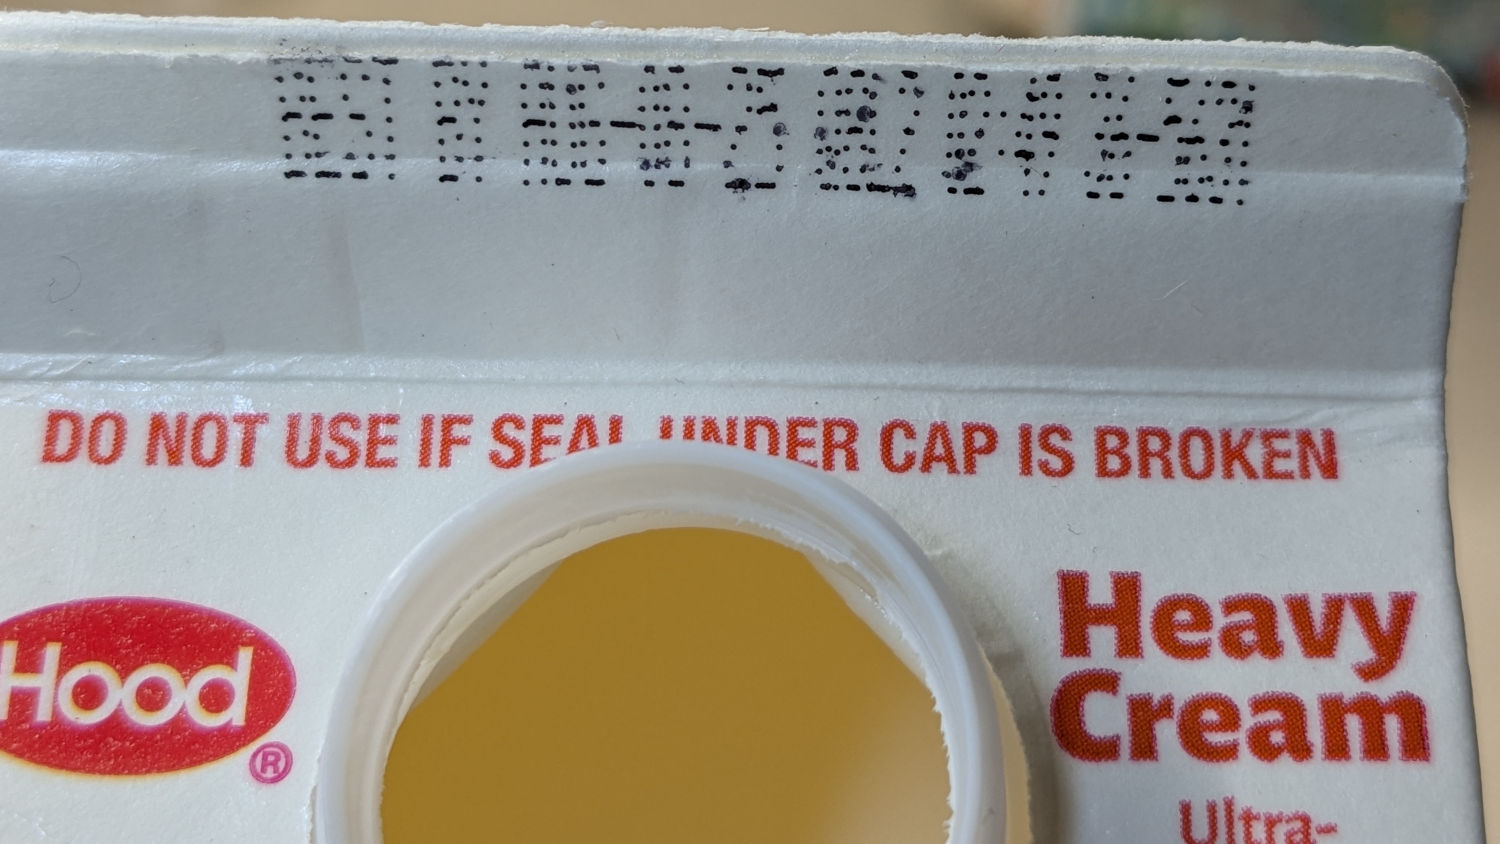 DO NOT USE IF SEAL UNDER CAP IS BROKEN
Hood®
Heavy
Cream
Ultra-